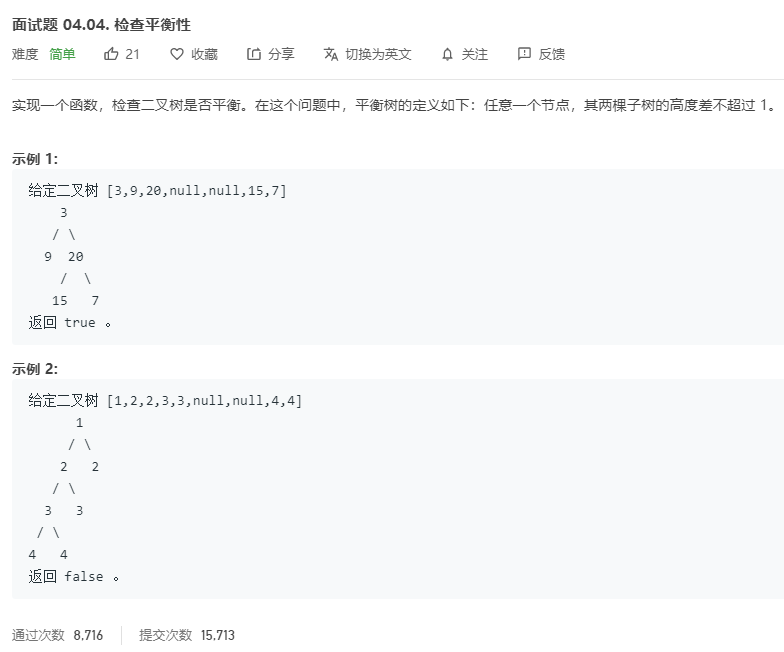 面试题 04.04. 检查平衡性
难度 简单 21 收藏 分享 切换为英文 关注 反馈
实现一个函数，检查二叉树是否平衡。在这个问题中，平衡树的定义如下：任意一个节点，其两棵子树的高度差不超过 1。
示例 1:
给定二叉树 [3,9,20,null,null,15,7]
3
/ \
9 20
/ \
15 7
返回 true 。
示例 2:
给定二叉树 [1,2,2,3,3,null,null,4,4]
1
/ \
2 2
/ \
3 3
/ \
4 4
返回 false 。
通过次数 8,716 提交次数 15,713